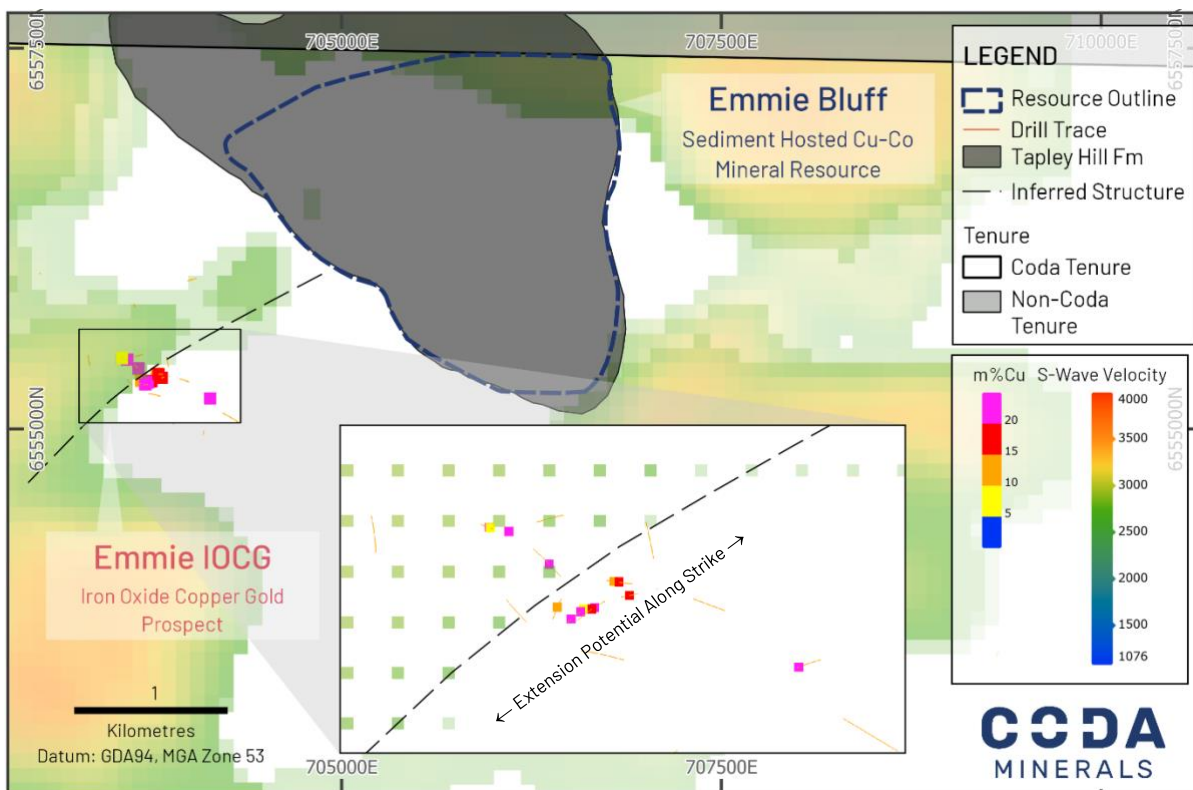 705000E
707500E
710000E
6557500N
6557500N
LEGEND
Resource Outline
Drill Trace
Tapley Hill Fm
Inferred Structure
Tenure
Coda Tenure
Non-Coda
Tenure
Emmie Bluff
Sediment Hosted Cu-Co
Mineral Resource
m%Cu
S-Wave Velocity
20
15
10
5
4000
3500
3000
2500
2000
1500
1076
6555000N
6555000N
Emmie IOCG
Iron Oxide Copper Gold
Prospect
← Extension Potential Along Strike →
1
Kilometres
Datum: GDA94, MGA Zone 53
705000E
707500E
CODA
MINERALS